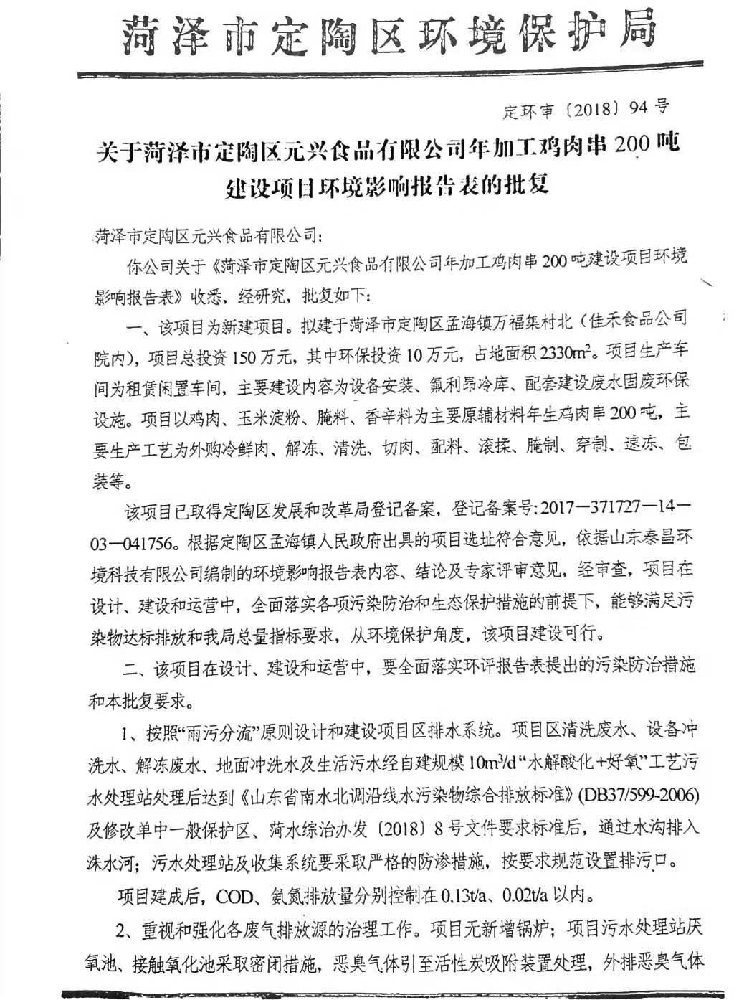 菏泽市定陶区环境保护局
定环审〔2018〕94 号
关于菏泽市定陶区元兴食品有限公司年加工鸡肉串 200 吨
建设项目环境影响报告表的批复
菏泽市定陶区元兴食品有限公司：
你公司关于《菏泽市定陶区元兴食品有限公司年加工鸡肉串 200 吨建设项目环境
影响报告表》收悉，经研究，批复如下：
一、该项目为新建项目。拟建于菏泽市定陶区孟海镇万福集村北（佳禾食品公司
院内），项目总投资 150 万元，其中环保投资 10 万元，占地面积 2330m²。项目生产车
间为租赁闲置车间，主要建设内容为设备安装、氟利昂冷库、配套建设废水固废环保
设施。项目以鸡肉、玉米淀粉、腌料、香辛料为主要原辅材料年生鸡肉串 200 吨，主
要生产工艺为外购冷鲜肉、解冻、清洗、切肉、配料、滚揉、腌制、穿制、速冻、包
装等。
该项目已取得定陶区发展和改革局登记备案，登记备案号：2017—371727—14—
03—041756。根据定陶区孟海镇人民政府出具的项目选址符合意见，依据山东泰昌环
境科技有限公司编制的环境影响报告表内容、结论及专家评审意见，经审查，项目在
设计、建设和运营中，全面落实各项污染防治和生态保护措施的前提下，能够满足污
染物达标排放和我局总量指标要求，从环境保护角度，该项目建设可行。
二、该项目在设计、建设和运营中，要全面落实环评报告表提出的污染防治措施
和本批复要求。
1、按照“雨污分流”原则设计和建设项目区排水系统。项目区清洗废水、设备冲
洗水、解冻废水、地面冲洗水及生活污水经自建规模 10m³/d“水解酸化+好氧”工艺污
水处理站处理后达到《山东省南水北调沿线水污染物综合排放标准》(DB37/599-2006)
及修改单中一般保护区、菏水综治办发〔2018〕8 号文件要求标准后，通过水沟排入
洙水河；污水处理站及收集系统要采取严格的防渗措施，按要求规范设置排污口。
项目建成后，COD、氨氮排放量分别控制在 0.13t/a、0.02t/a 以内。
2、重视和强化各废气排放源的治理工作。项目无新增锅炉；项目污水处理站厌
氧池、接触氧化池采取密闭措施，恶臭气体引至活性炭吸附装置处理，外排恶臭气体